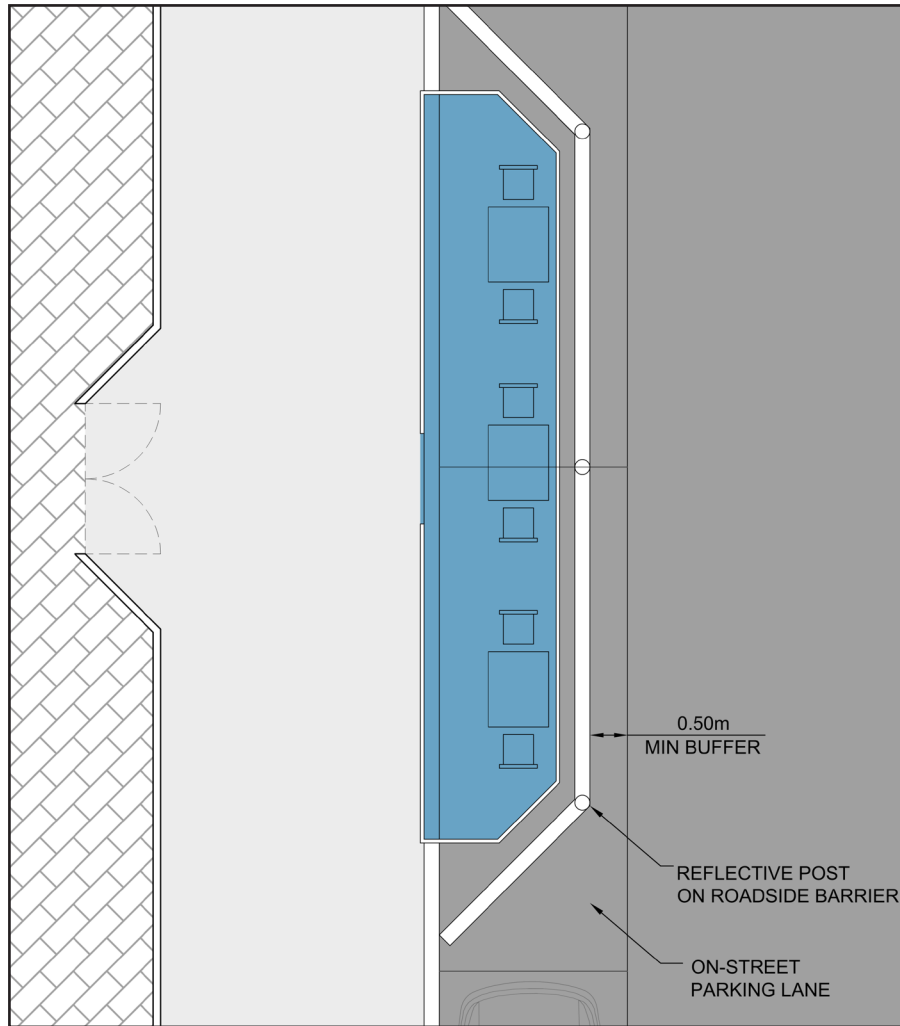 0.50m
MIN BUFFER
REFLECTIVE POST
ON ROADSIDE BARRIER
ON-STREET
PARKING LANE